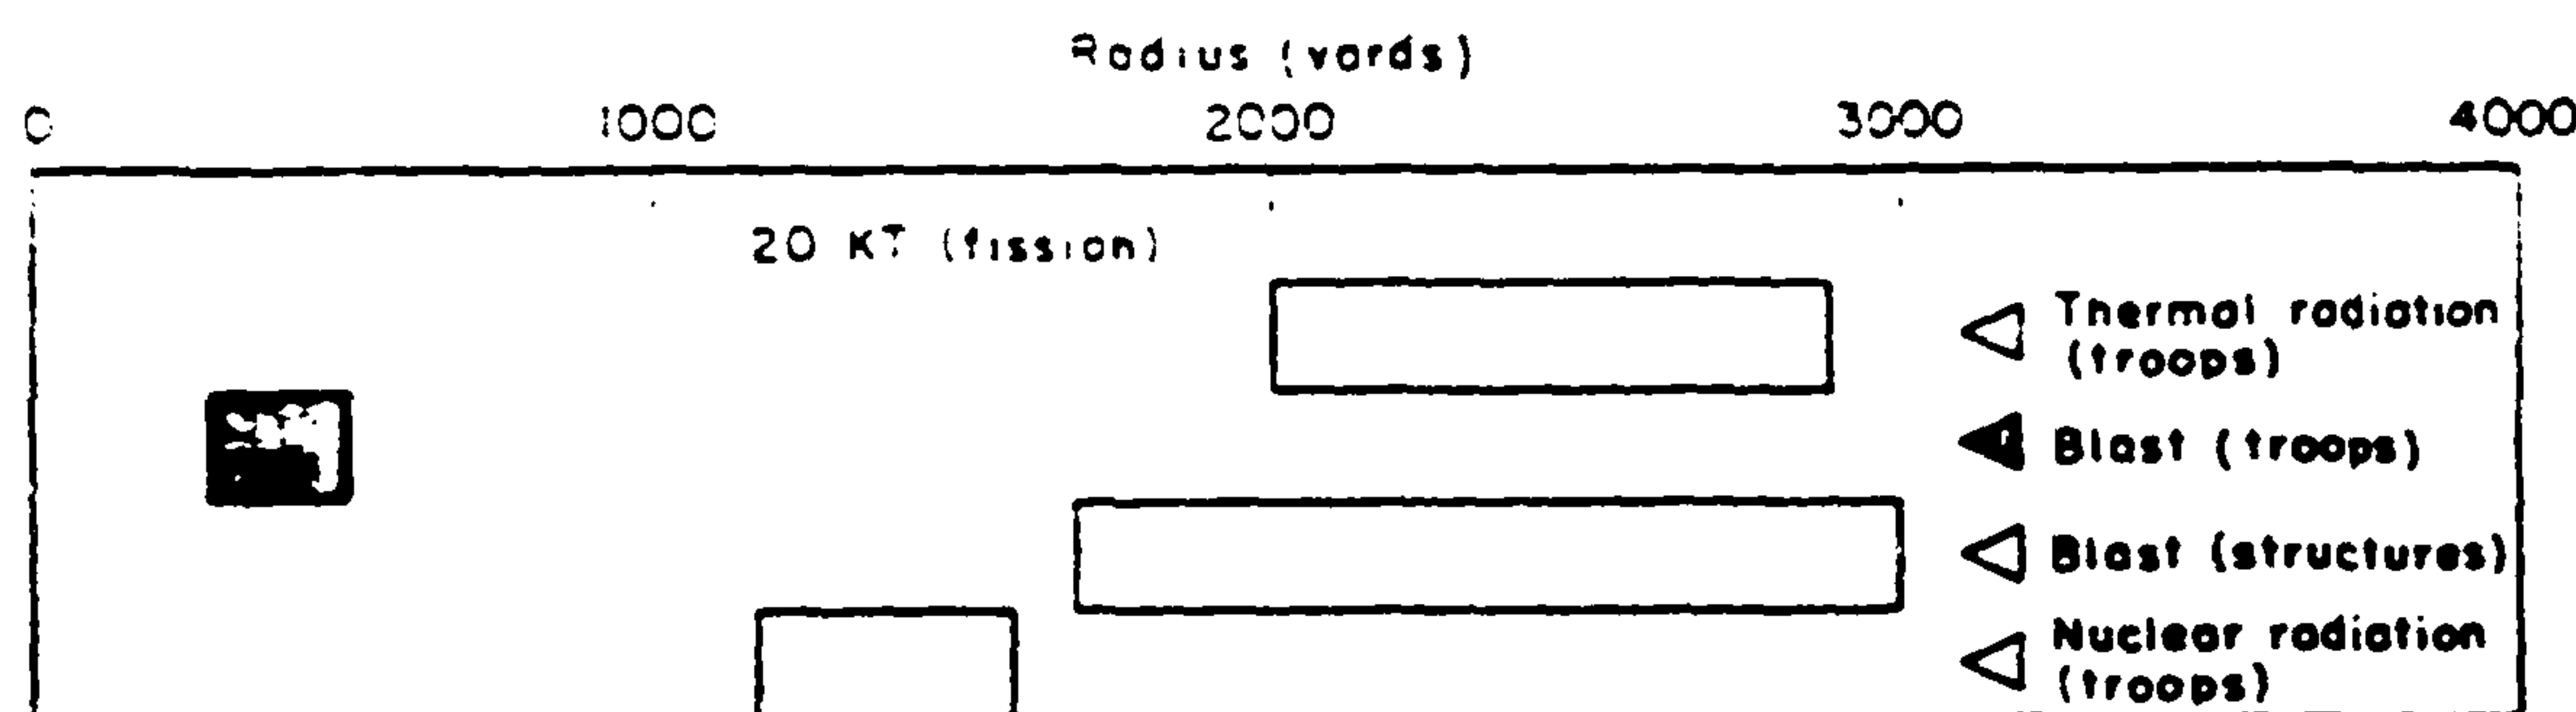 Radius (yards)
0 1000 2000 3000 4000
20 KT (fission)
Thermal radiation
(troops)
Blast (troops)
Blast (structures)
Nuclear radiation
(troops)